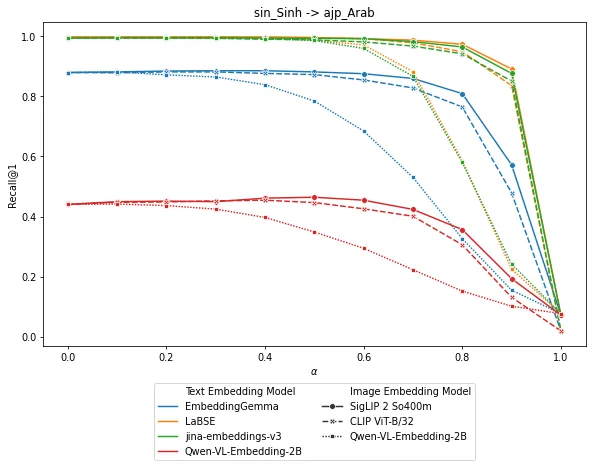 sin_Sinh -> ajp_Arab
Recall@1
1.0
0.8
0.6
0.4
0.2
0.0
0.0 0.2 0.4 0.6 0.8 1.0
α
Text Embedding Model Image Embedding Model
EmbeddingGemma SigLIP 2 So400m
LaBSE CLIP ViT-B/32
jina-embeddings-v3 Qwen-VL-Embedding-2B
Qwen-VL-Embedding-2B